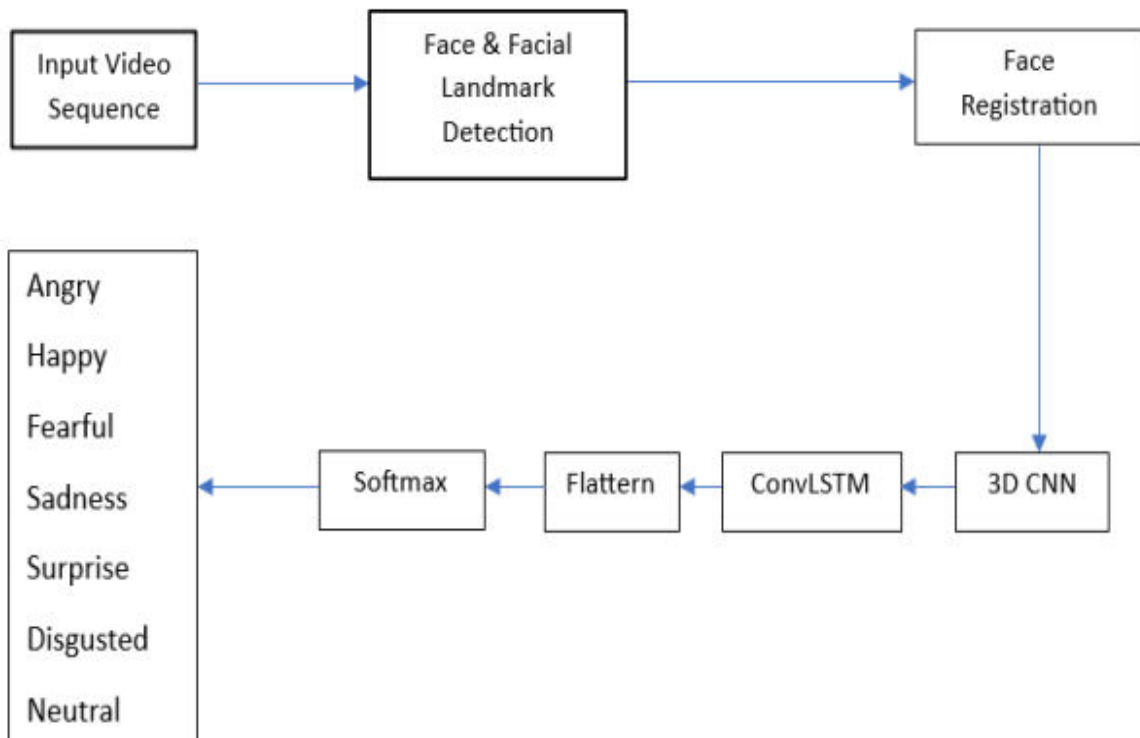 Input Video
Sequence
Face & Facial
Landmark
Detection
Face
Registration
3D CNN
ConvLSTM
Flattern
Softmax
Angry
Happy
Fearful
Sadness
Surprise
Disgusted
Neutral